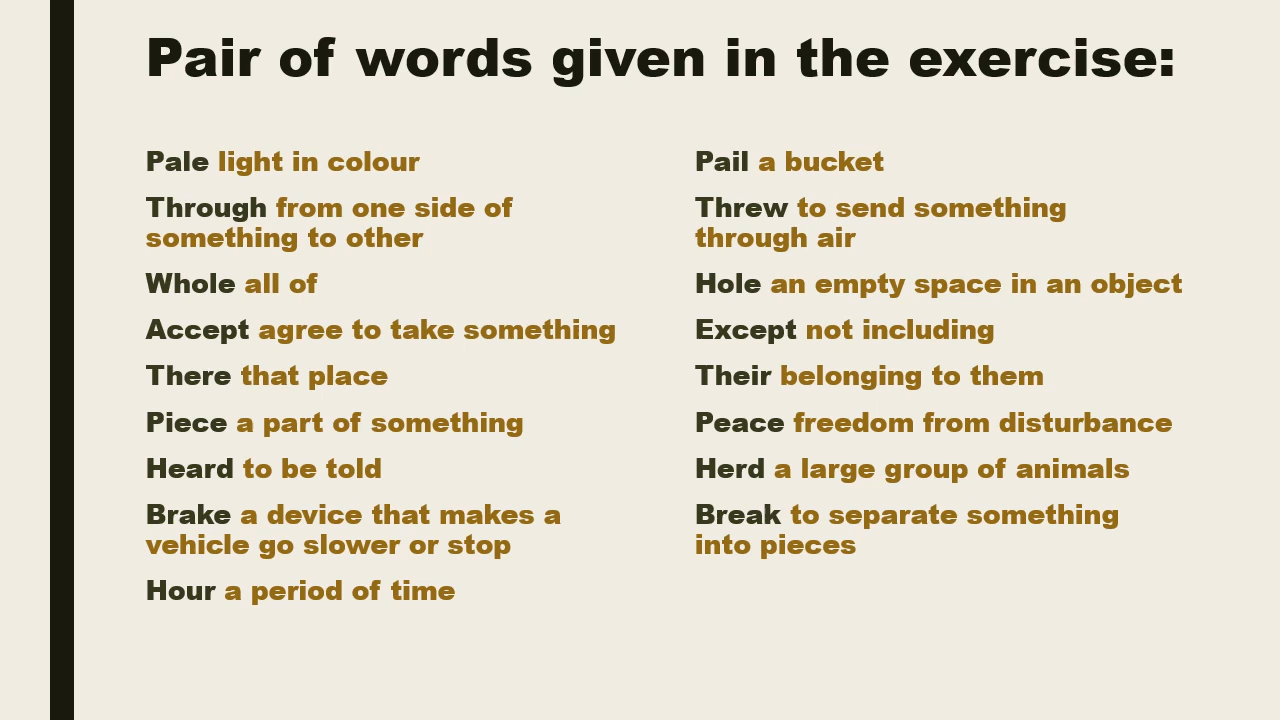 Pair of words given in the exercise:
Pale light in colour
Through from one side of
something to other
Whole all of
Accept agree to take something
There that place
Piece a part of something
Heard to be told
Brake a device that makes a
vehicle go slower or stop
Hour a period of time
Pail a bucket
Threw to send something
through air
Hole an empty space in an object
Except not including
Their belonging to them
Peace freedom from disturbance
Herd a large group of animals
Break to separate something
into pieces